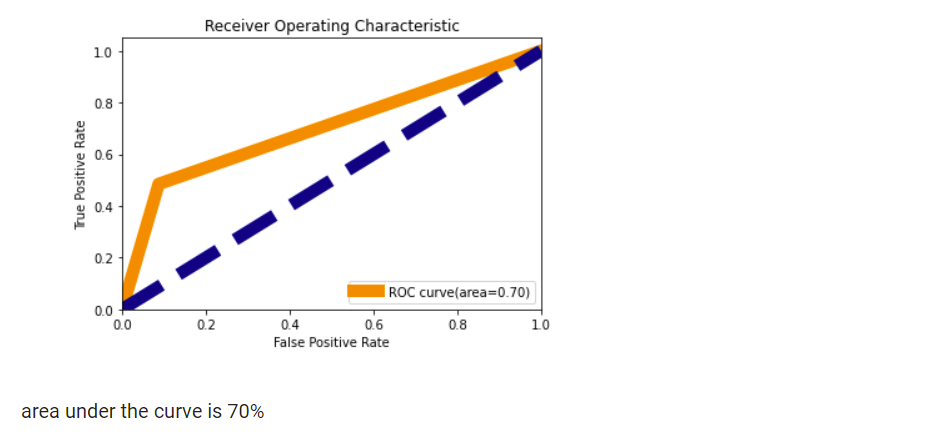 Receiver Operating Characteristic
1.0
0.8
0.6
0.4
0.2
0.0
True Positive Rate
ROC curve(area=0.70)
0.0 0.2 0.4 0.6 0.8 1.0
False Positive Rate
area under the curve is 70%